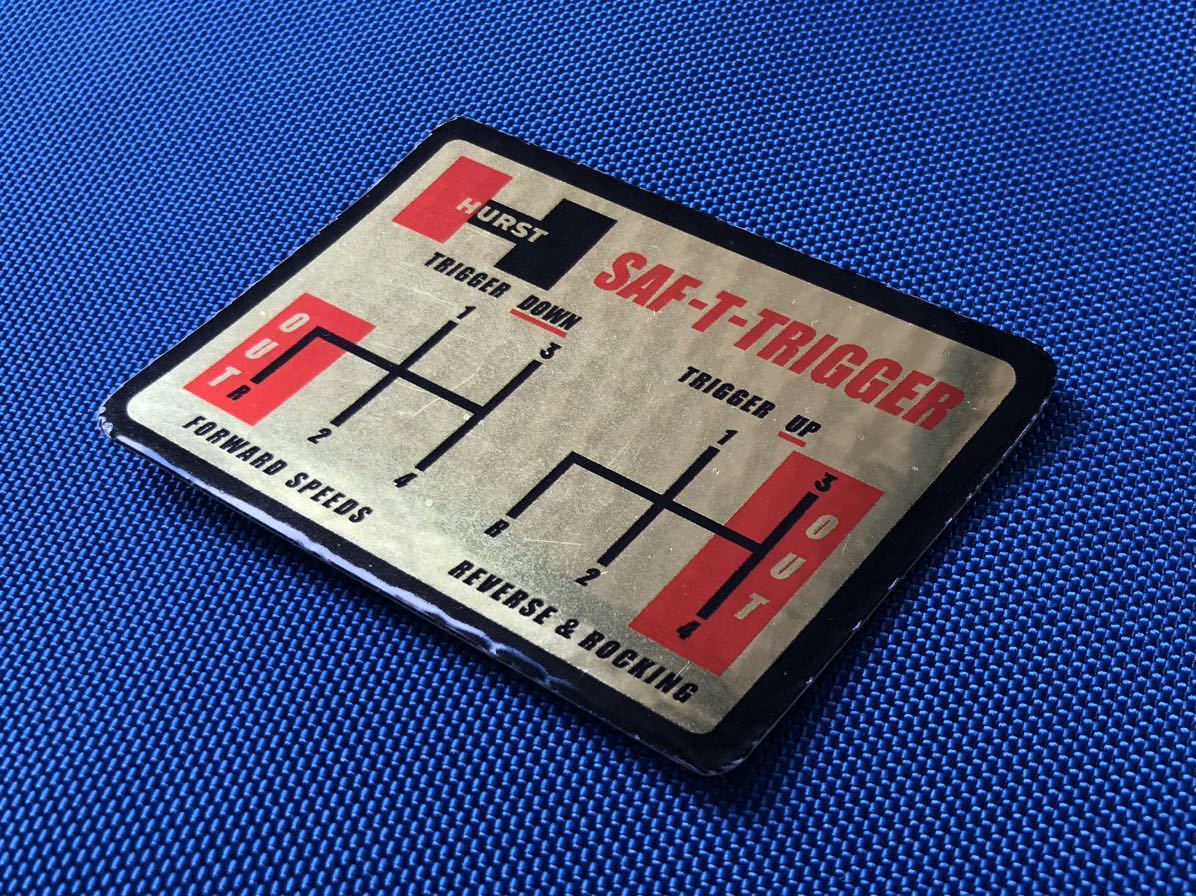 HURST
SAF-T-TRIGGER
TRIGGER DOWN
1
3
OUT
R
2
4
FORWARD SPEEDS
TRIGGER UP
1
3
OUT
R
2
4
REVERSE & ROCKING